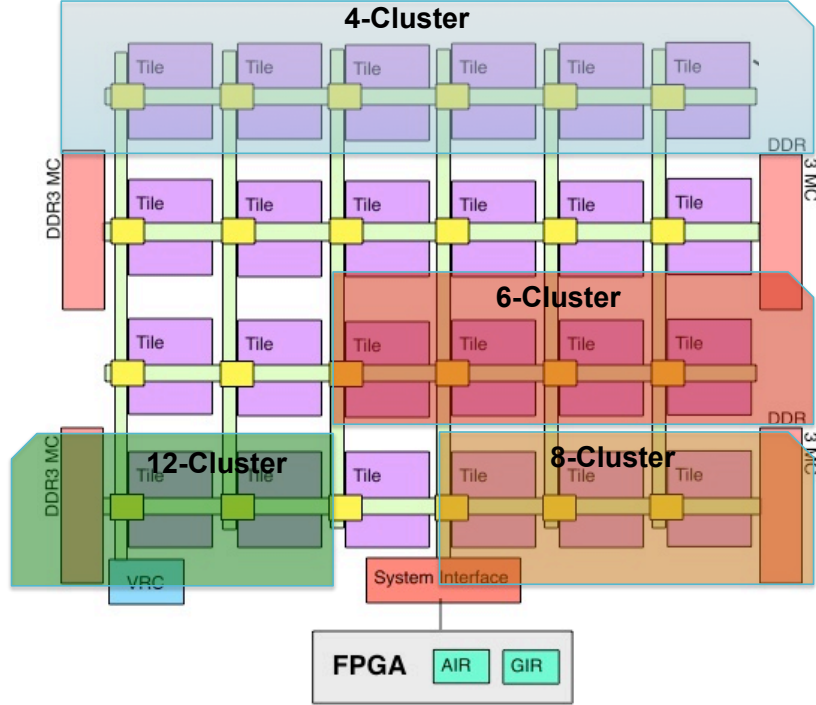 4-Cluster
Tile Tile Tile Tile Tile Tile
DDR
DDR3 MC
3 MC
Tile Tile Tile Tile Tile Tile
6-Cluster
Tile Tile Tile Tile Tile Tile
DDR
DDR3 MC
3 MC
12-Cluster
8-Cluster
Tile Tile Tile Tile Tile Tile
VRC
System Interface
FPGA
AIR
GIR